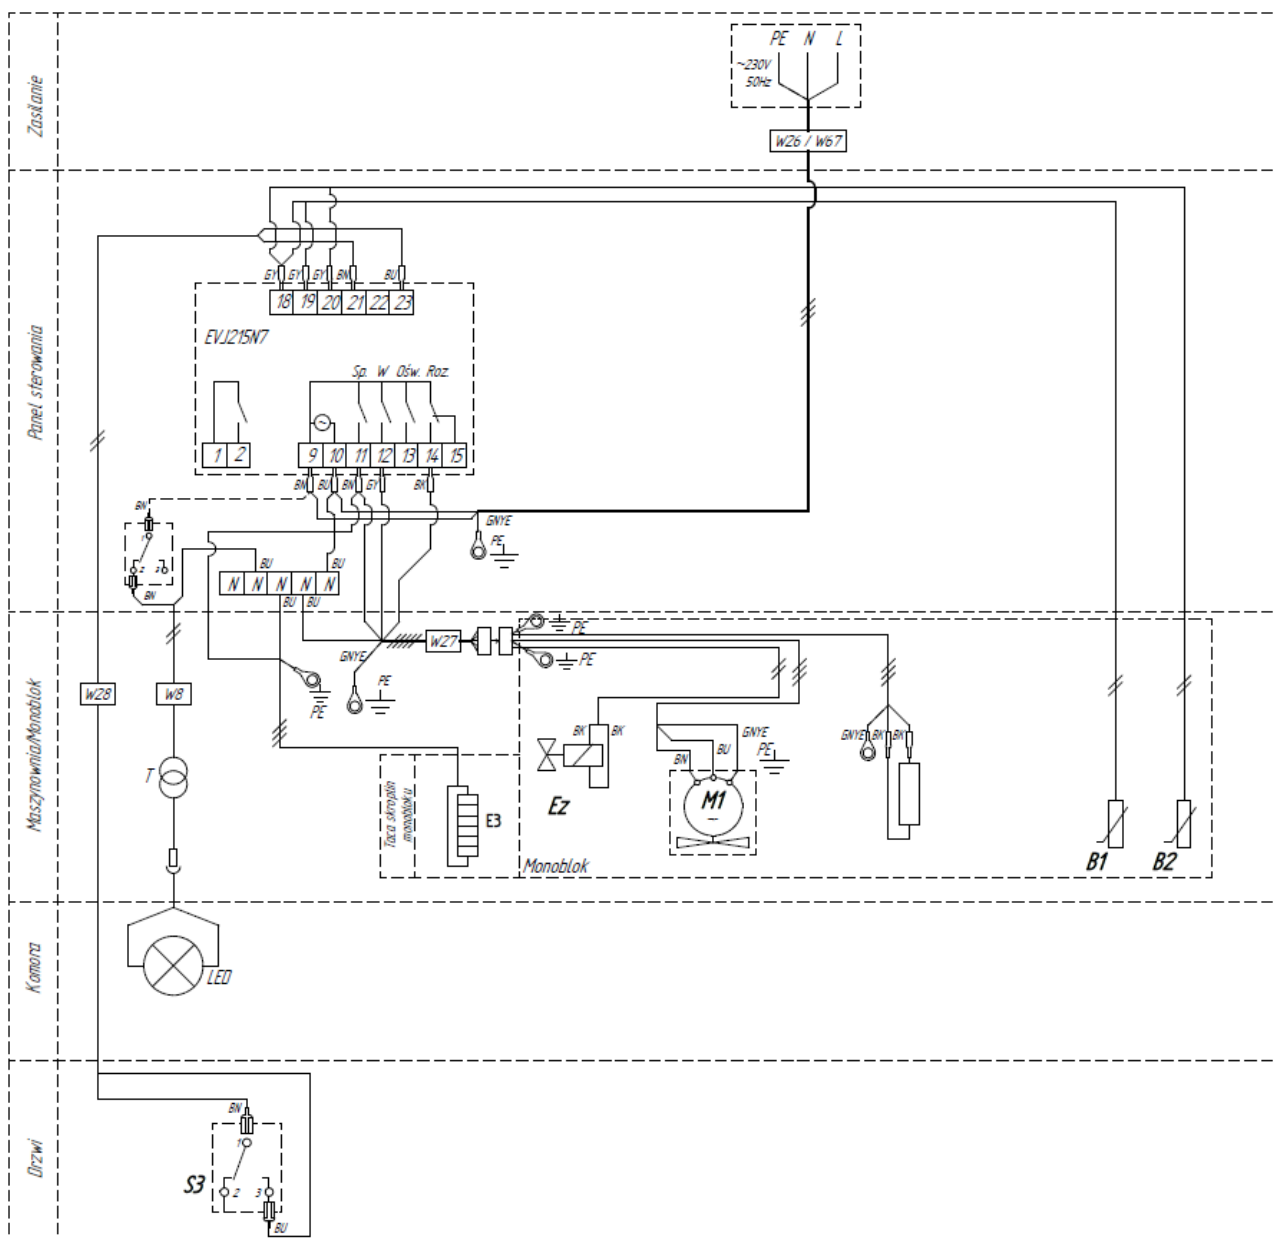 Zasilanie
PE N L
~230V
50Hz
W26 / W67
Panel sterowania
GY GY GY BN BU
18 19 20 21 22 23
EVJ215N7
Sp. W Ośw. Roz.
~
1 2
9 10 11 12 13 14 15
BN BU BN GY BK
BN
1
2 3
BN
GNYE
PE
BU BU
N N N N N
BU BU
Maszynownia/Monoblok
W28
W8
W27
GNYE
PE
PE
PE
PE
T
Taca skroplin
monobloku
E3
BK BK
Ez
GNYE
BU
BN
PE
M1
~
GNYE BK BK
B1
B2
Monoblok
Komora
LED
Drzwi
BN
1
S3
2 3
BU